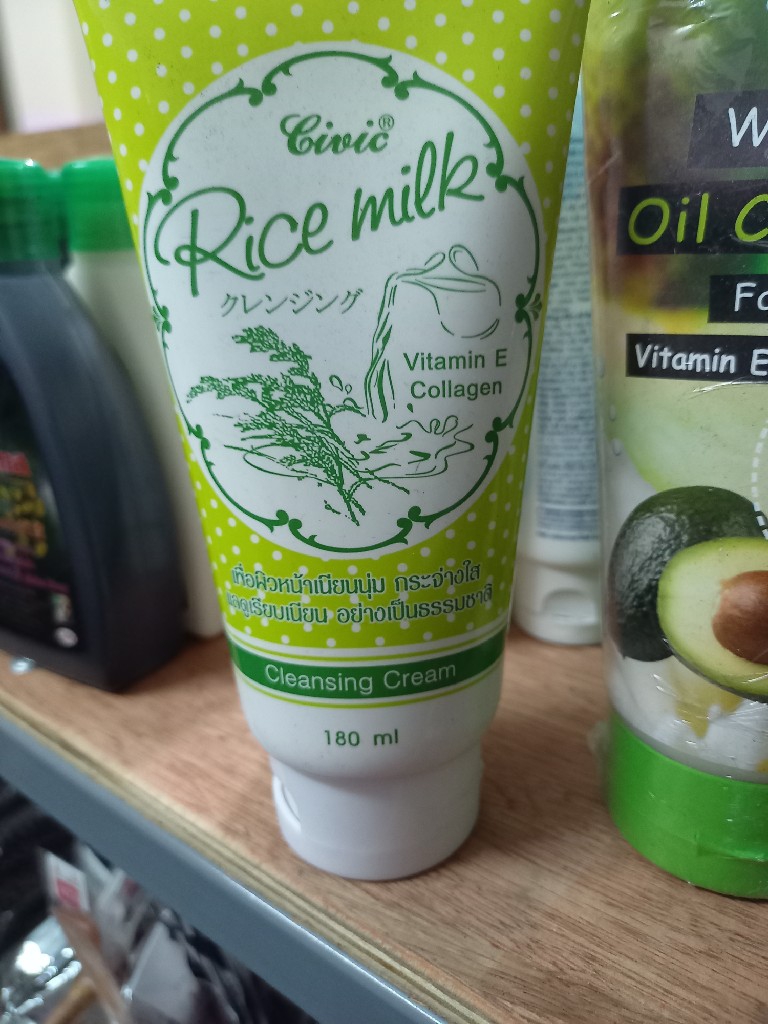 Civic®
Rice milk
クレンジング
Vitamin E
Collagen
เพื่อผิวหน้าเนียนนุ่ม กระจ่างใส
แลดูเรียบเนียน อย่างเป็นธรรมชาติ
Cleansing Cream
180 ml
W
Oil C
Fa
Vitamin E